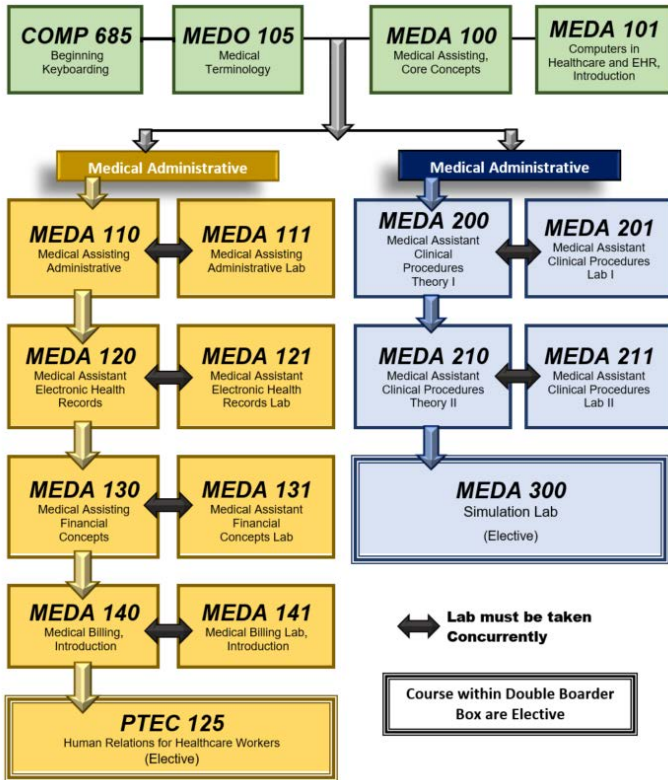 COMP 685
Beginning
Keyboarding
MEDO 105
Medical
Terminology
MEDA 100
Medical Assisting,
Core Concepts
MEDA 101
Computers in
Healthcare and EHR,
Introduction
Medical Administrative
MEDA 110
Medical Assisting
Administrative
MEDA 111
Medical Assisting
Administrative Lab
MEDA 120
Medical Assistant
Electronic Health
Records
MEDA 121
Medical Assistant
Electronic Health
Records Lab
MEDA 130
Medical Assisting
Financial
Concepts
MEDA 131
Medical Assistant
Financial
Concepts Lab
MEDA 140
Medical Billing,
Introduction
MEDA 141
Medical Billing Lab,
Introduction
PTEC 125
Human Relations for Healthcare Workers
(Elective)
Medical Administrative
MEDA 200
Medical Assistant
Clinical
Procedures
Theory I
MEDA 201
Medical Assistant
Clinical Procedures
Lab I
MEDA 210
Medical Assistant
Clinical Procedures
Theory II
MEDA 211
Medical Assistant
Clinical Procedures
Lab II
MEDA 300
Simulation Lab
(Elective)
Lab must be taken
Concurrently
Course within Double Boarder
Box are Elective